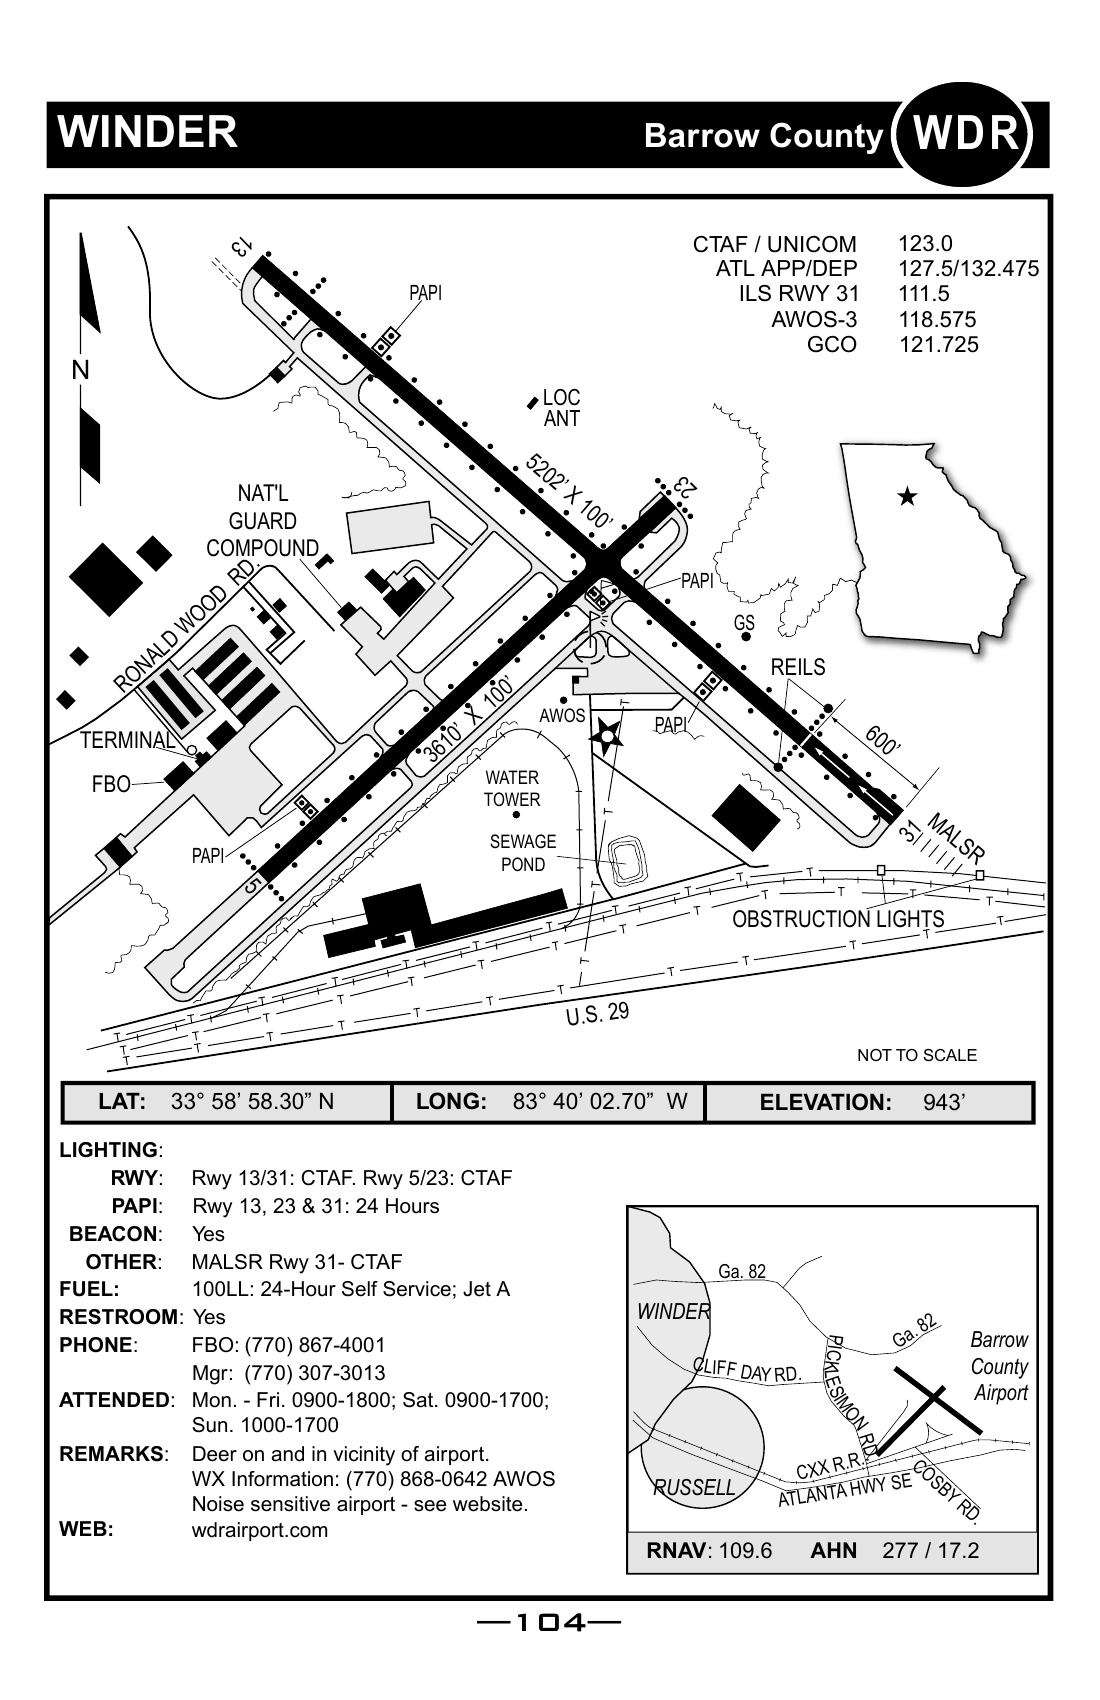 WINDER
Barrow County WDR
CTAF / UNICOM 123.0
ATL APP/DEP 127.5/132.475
ILS RWY 31 111.5
AWOS-3 118.575
GCO 121.725
13
PAPI
N
LOC
ANT
5202' X 100'
23
NAT'L
GUARD
COMPOUND
RONALD WOOD RD.
PAPI
GS
REILS
TERMINAL
FBO
3610' X 100'
AWOS
PAPI
600'
WATER
TOWER
SEWAGE
POND
PAPI
5
31
MALSR
OBSTRUCTION LIGHTS
U.S. 29
NOT TO SCALE
LAT: 33° 58’ 58.30” N LONG: 83° 40’ 02.70” W ELEVATION: 943’
LIGHTING:
RWY: Rwy 13/31: CTAF. Rwy 5/23: CTAF
PAPI: Rwy 13, 23 & 31: 24 Hours
BEACON: Yes
OTHER: MALSR Rwy 31- CTAF
FUEL: 100LL: 24-Hour Self Service; Jet A
RESTROOM: Yes
PHONE: FBO: (770) 867-4001
Mgr: (770) 307-3013
ATTENDED: Mon. - Fri. 0900-1800; Sat. 0900-1700;
Sun. 1000-1700
REMARKS: Deer on and in vicinity of airport.
WX Information: (770) 868-0642 AWOS
Noise sensitive airport - see website.
WEB: wdrairport.com
Ga. 82
WINDER
Ga. 82
Barrow
County
Airport
CLIFF DAY RD.
PICKLESIMON RD.
CXX R.R.
RUSSELL
ATLANTA HWY SE
COSBY RD.
RNAV: 109.6 AHN 277 / 17.2
—104—